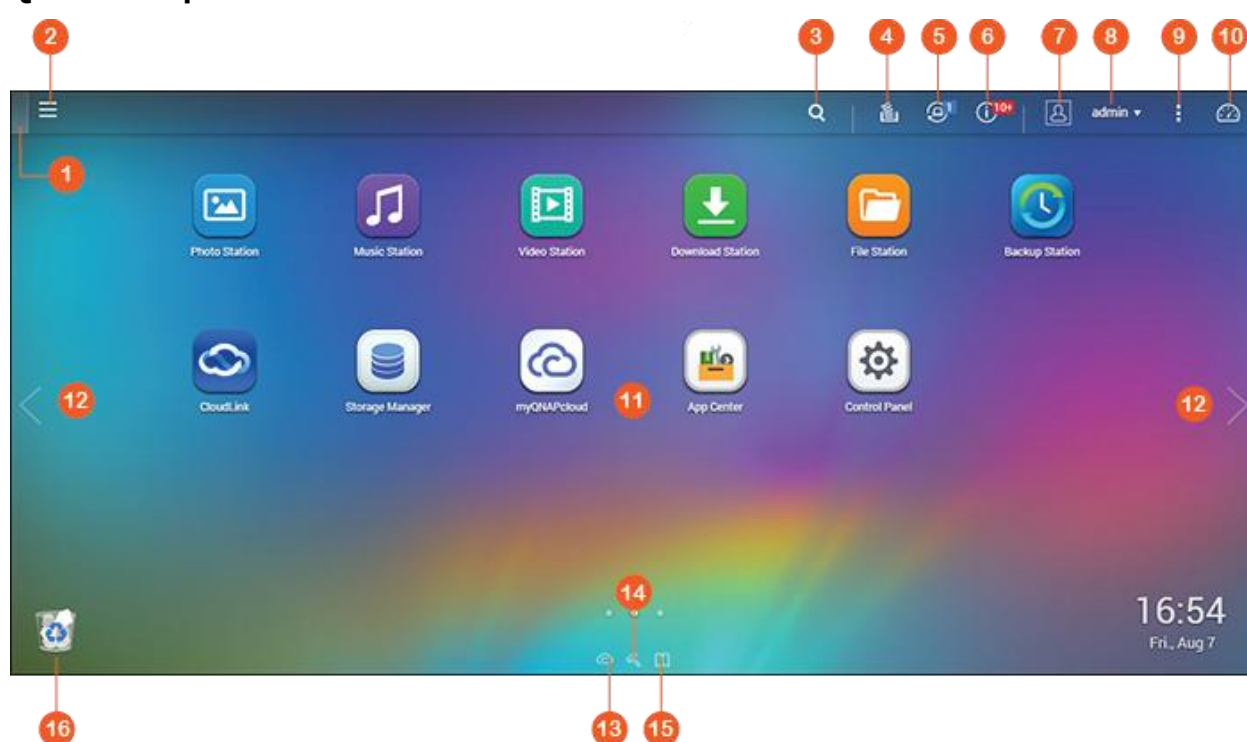 2
3
4
5
6
7
8
9
10
1
10+
admin
1
Photo Station
Music Station
Video Station
Download Station
File Station
Backup Station
12
CloudLink
Storage Manager
myQNAPcloud
11
App Center
Control Panel
12
14
16:54
Fri., Aug 7
16
13
15